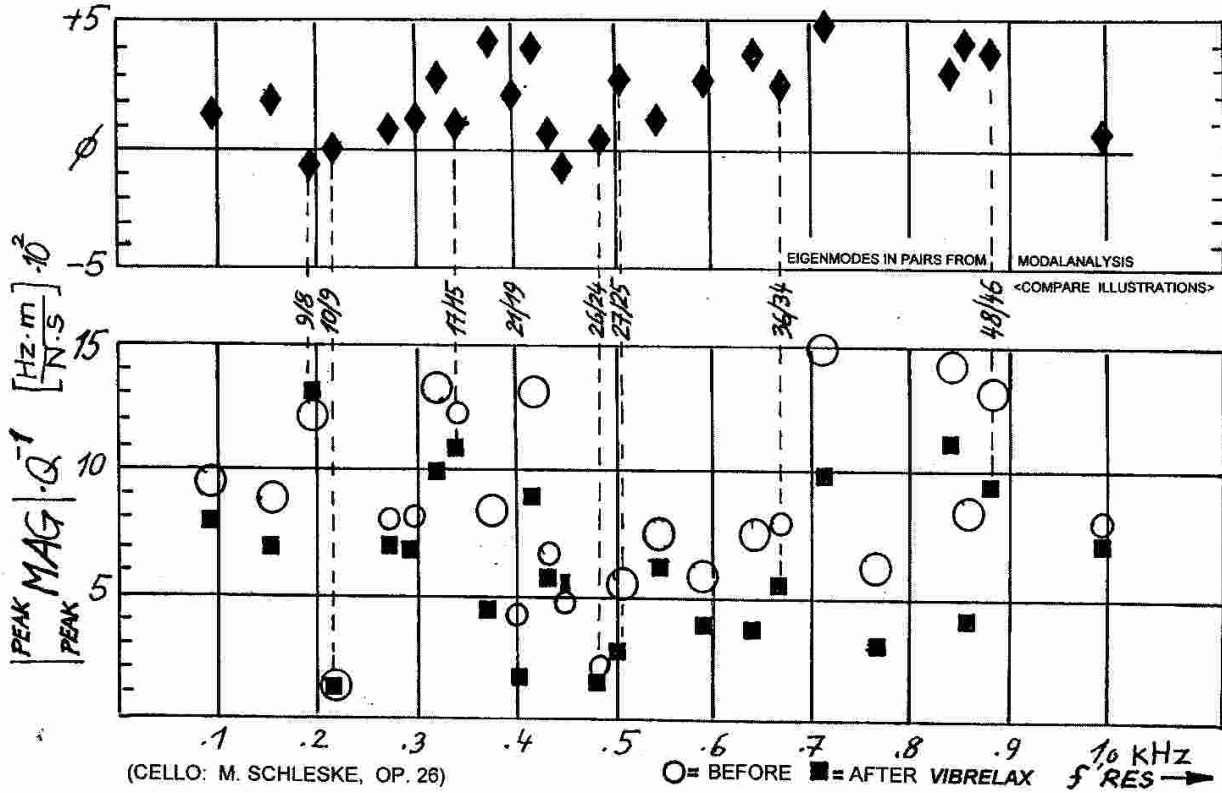 +5
ø
-5
EIGENMODES IN PAIRS FROM MODALANALYSIS
<COMPARE ILLUSTRATIONS>
9/8 10/9 17/15 21/19 26/24 27/25 36/34 48/46
|PEAK PEAK MAG|·Q⁻¹ [Hz·m / N·S]·10²
15
10
5
.1 .2 .3 .4 .5 .6 .7 .8 .9 1,0 kHz
(CELLO: M. SCHLESKE, OP. 26) O= BEFORE ■= AFTER VIBRELAX f RES →